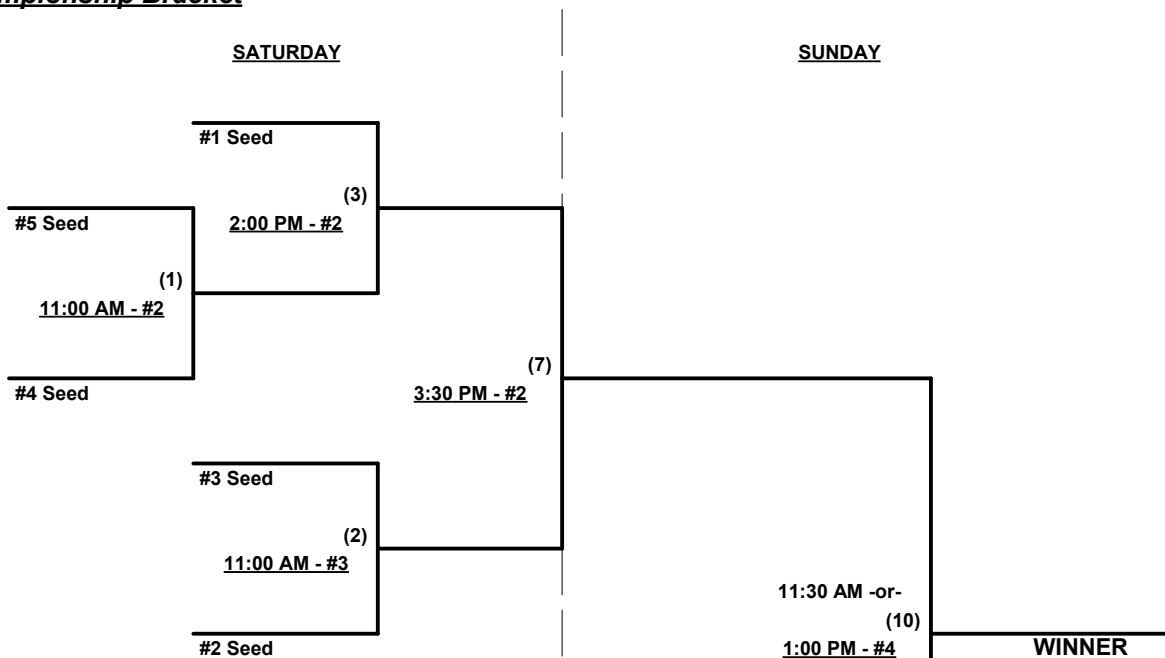 SATURDAY
SUNDAY
#1 Seed
(3)
2:00 PM - #2
#5 Seed
(1)
11:00 AM - #2
#4 Seed
(7)
3:30 PM - #2
#3 Seed
(2)
11:00 AM - #3
#2 Seed
11:30 AM -or-
(10)
1:00 PM - #4
WINNER